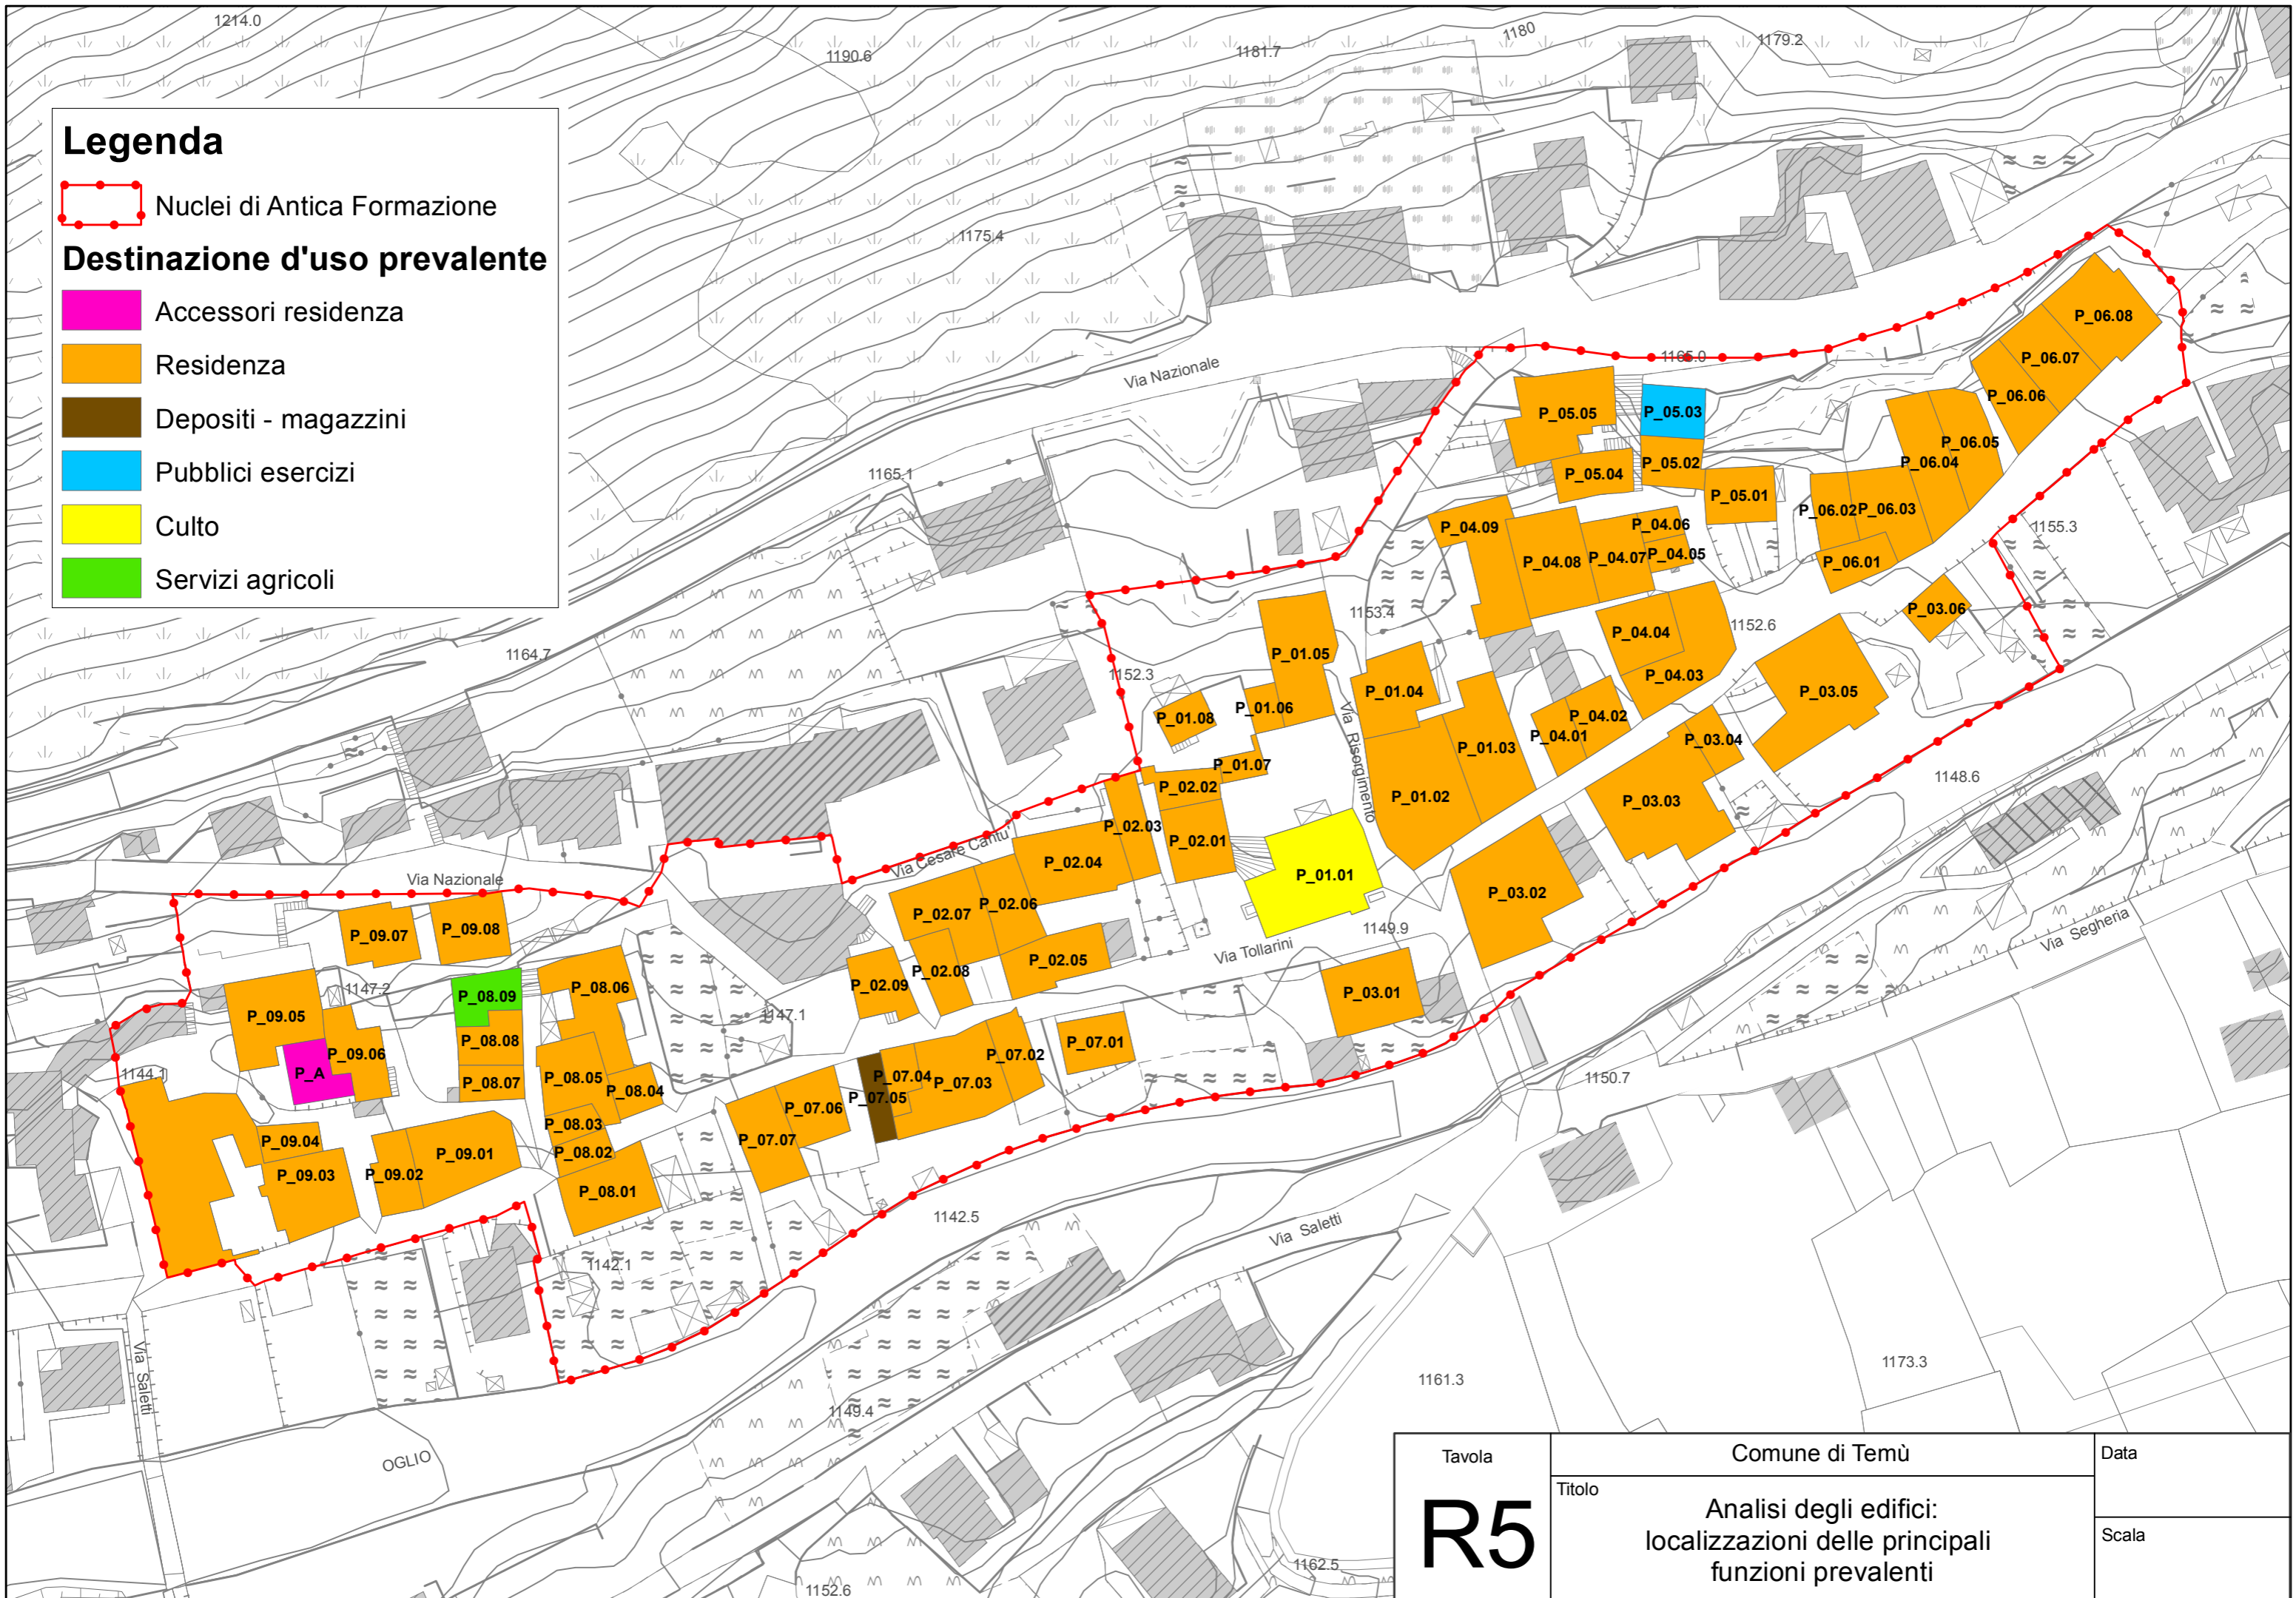 1214.0
1190.6
1181.7
1180
1179.2
Legenda
Nuclei di Antica Formazione
Destinazione d'uso prevalente
Accessori residenza
Residenza
Depositi - magazzini
Pubblici esercizi
Culto
Servizi agricoli
1175.4
Via Nazionale
1165.0
1165.1
1164.7
P_06.08
P_06.07
P_06.06
P_06.05
P_06.04
P_06.03
P_06.02
P_06.01
P_05.05
P_05.03
P_05.04
P_05.02
P_05.01
1155.3
P_04.09
P_04.08
P_04.07
P_04.06
P_04.05
P_04.04
P_04.03
P_04.02
P_04.01
1153.4
1152.6
1152.3
P_03.06
P_03.05
P_03.04
P_03.03
P_03.02
P_03.01
1148.6
P_01.05
P_01.06
P_01.08
P_01.07
P_01.04
P_01.03
P_01.02
P_01.01
Via Risorgimento
P_02.02
P_02.03
P_02.01
P_02.04
P_02.07
P_02.06
P_02.05
P_02.08
P_02.09
Via Cesare Cantu'
Via Tollarini
1149.9
Via Segheria
Via Nazionale
P_09.07
P_09.08
1147.2
P_09.05
P_09.06
P_A
1144.1
P_09.04
P_09.03
P_09.02
P_09.01
P_08.09
P_08.08
P_08.07
P_08.06
P_08.05
P_08.04
P_08.03
P_08.02
P_08.01
1147.1
P_07.01
P_07.02
P_07.03
P_07.04
P_07.05
P_07.06
P_07.07
1150.7
1142.5
1142.1
Via Saletti
Via Saletti
OGLIO
1149.4
1161.3
1173.3
1152.6
1162.5
Tavola
R5
Comune di Temù
Titolo
Analisi degli edifici:
localizzazioni delle principali
funzioni prevalenti
Data
Scala